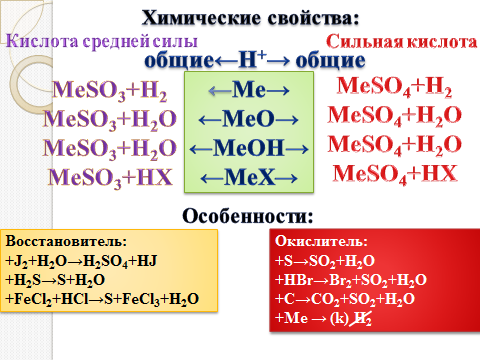 Химические свойства:
Кислота средней силы Сильная кислота
общие←H⁺→ общие
MeSO₃+H₂ ←Me→ MeSO₄+H₂
MeSO₃+H₂O ←MeO→ MeSO₄+H₂O
MeSO₃+H₂O ←MeOH→ MeSO₄+H₂O
MeSO₃+HX ←MeX→ MeSO₄+HX
Особенности:
Восстановитель:
+J₂+H₂O→H₂SO₄+HJ
+H₂S→S+H₂O
+FeCl₂+HCl→S+FeCl₃+H₂O
Окислитель:
+S→SO₂+H₂O
+HBr→Br₂+SO₂+H₂O
+C→CO₂+SO₂+H₂O
+Me → (k) H₂